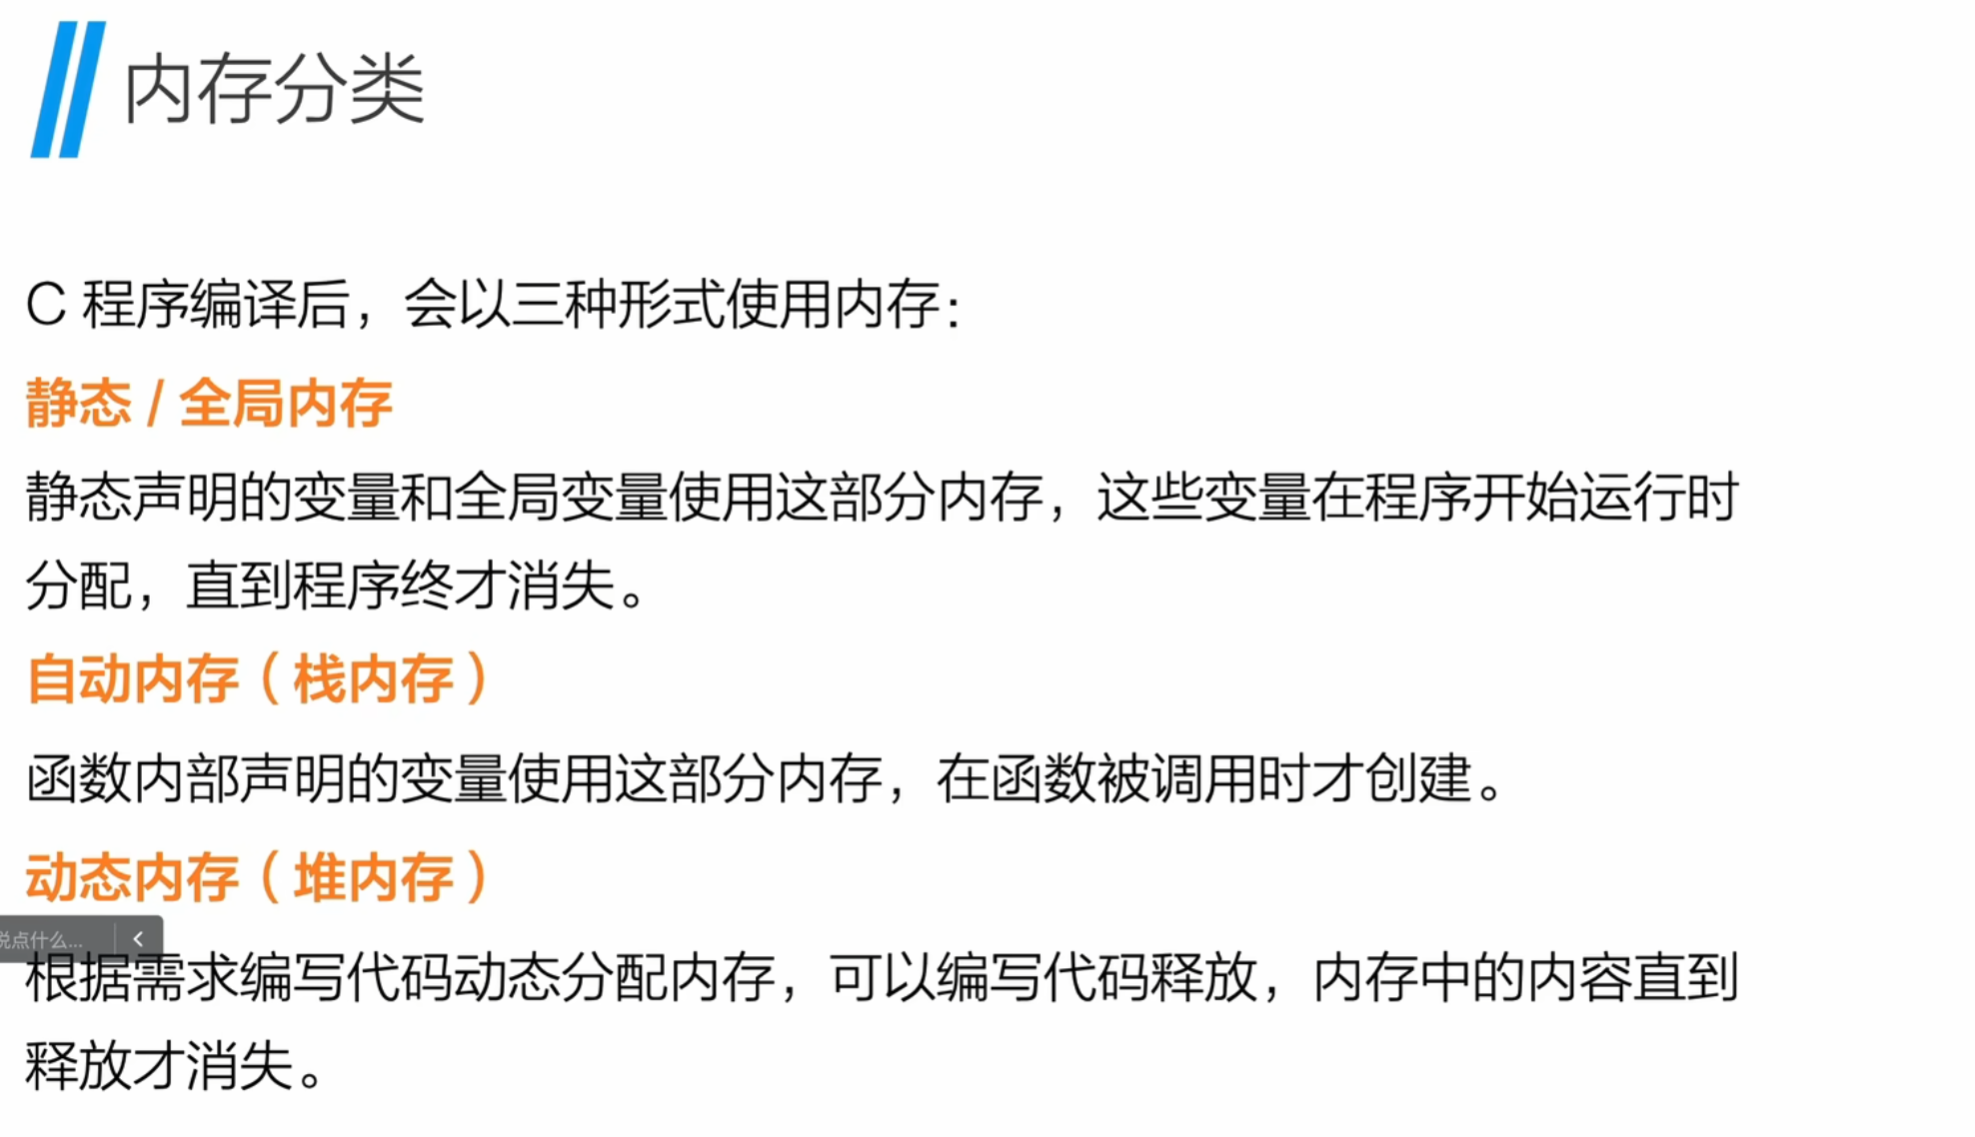 内存分类
C 程序编译后，会以三种形式使用内存：
静态 / 全局内存
静态声明的变量和全局变量使用这部分内存，这些变量在程序开始运行时
分配，直到程序终才消失。
自动内存（栈内存）
函数内部声明的变量使用这部分内存，在函数被调用时才创建。
动态内存（堆内存）
说点什么...
根据需求编写代码动态分配内存，可以编写代码释放，内存中的内容直到
释放才消失。